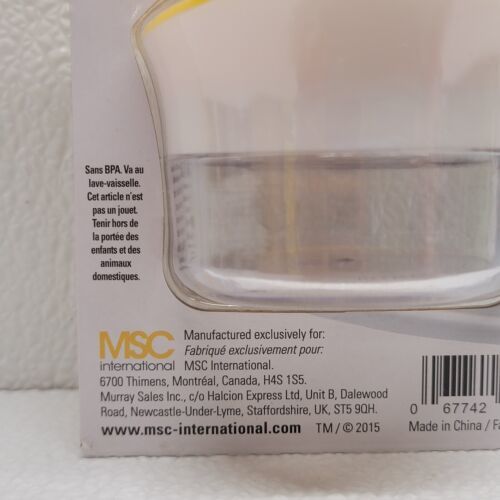 Sans BPA. Va au
lave-vaisselle.
Cet article n'est
pas un jouet.
Tenir hors de
la portée des
enfants et des
animaux
domestiques.
MSC
international
Manufactured exclusively for:
Fabriqué exclusivement pour:
MSC International.
6700 Thimens, Montréal, Canada, H4S 1S5.
Murray Sales Inc., c/o Halcion Express Ltd, Unit B, Dalewood
Road, Newcastle-Under-Lyme, Staffordshire, UK, ST5 9QH.
www.msc-international.com TM / © 2015
0 67742
Made in China / Fa